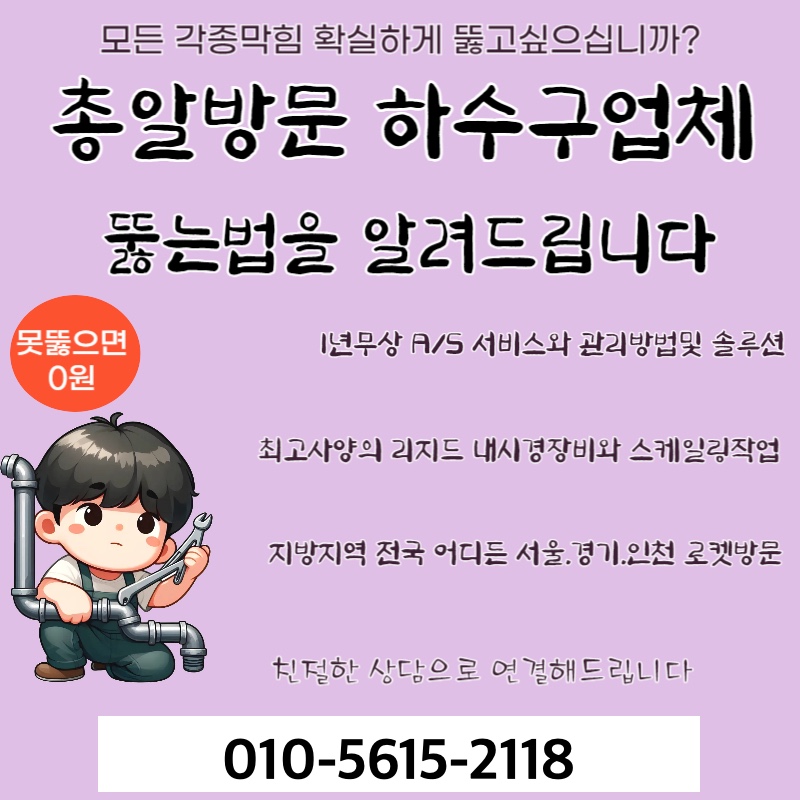 모든 각종막힘 확실하게 뚫고싶으십니까?
총알방문 하수구업체
뚫는법을 알려드립니다
못뚫으면
0원
1년무상 A/S 서비스와 관리방법및 솔루션
최고사양의 리지드 내시경장비와 스케일링작업
지방지역 전국 어디든 서울.경기.인천 로켓방문
친절한 상담으로 연결해드립니다
010-5615-2118